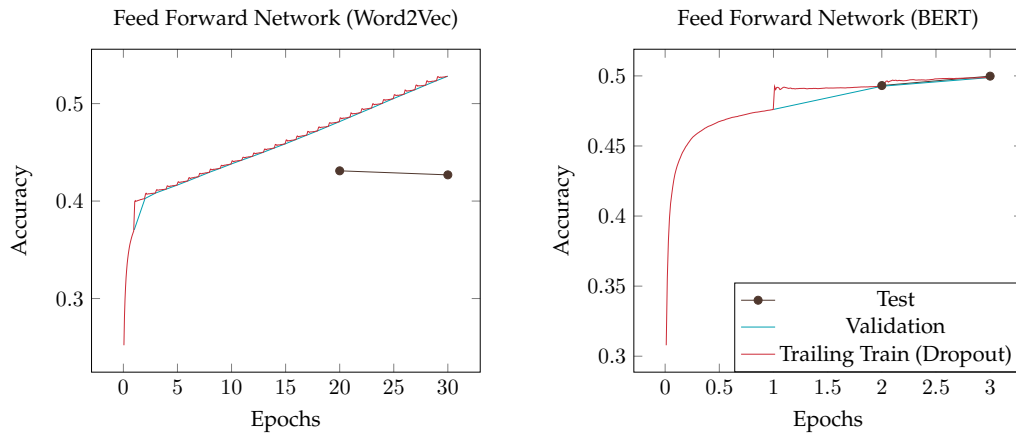 Feed Forward Network (Word2Vec)
0.5
0.4
0.3
Accuracy
0 5 10 15 20 25 30
Epochs
Feed Forward Network (BERT)
0.5
0.45
0.4
0.35
0.3
Accuracy
0 0.5 1 1.5 2 2.5 3
Epochs
Test
Validation
Trailing Train (Dropout)